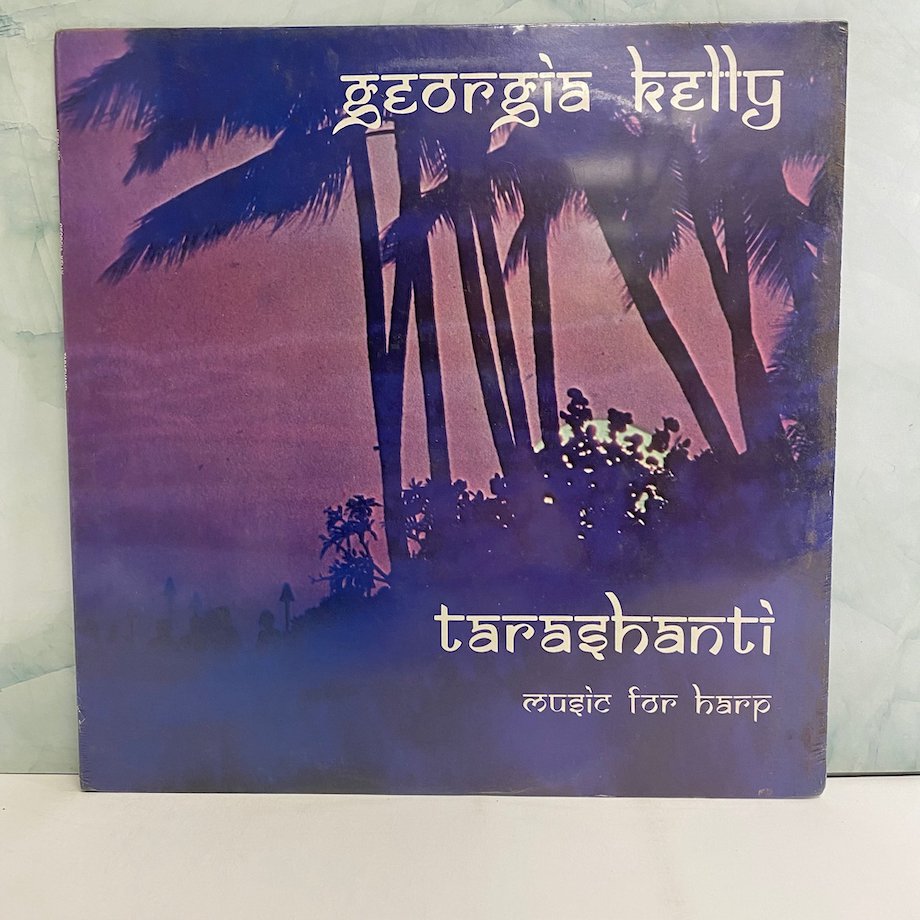 georgia kelly
tarashanti
music for harp